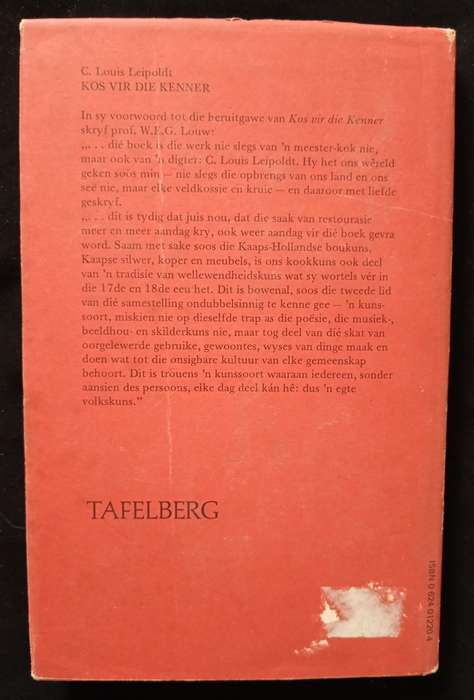 C. Louis Leipoldt
KOS VIR DIE KENNER
In sy voorwoord tot die heruitgawe van Kos vir die Kenner
skryf prof. W.E.G. Louw:
„. . . dié boek is die werk nie slegs van 'n meester-kok nie,
maar ook van 'n digter: C. Louis Leipoldt. Hy het ons wêreld
geken soos min — nie slegs die opbrengs van ons land en ons
seë nie, maar elke veldkossie en kruie — en daaroor met liefde
geskryf.
„. . . dit is tydig dat juis nou, dat die saak van restourasie
meer en meer aandag kry, ook weer aandag vir dié boek gevra
word. Saam met sake soos die Kaaps-Hollandse boukuns,
Kaapse silwer, koper en meubels, is ons kookkuns ook deel
van 'n tradisie van wellewendheidskuns wat sy wortels vér in
die 17de en 18de eeu het. Dit is bowenal, soos die tweede lid
van dié samestelling ondubbelsinnig te kenne gee — 'n kuns-
soort, miskien nie op dieselfde trap as die poësie, die musiek-,
beeldhou- en skilderkuns nie, maar tog deel van dié skat van
oorgelewerde gebruike, gewoontes, wyses van dinge maak en
doen wat tot die onsigbare kultuur van elke gemeenskap
behoort. Dit is trouens 'n kunssoort waaraan iedereen, sonder
aansien des persoons, elke dag deel kán hê: dus 'n egte
volkskuns."
TAFELBERG
ISBN 0 624 01220 4